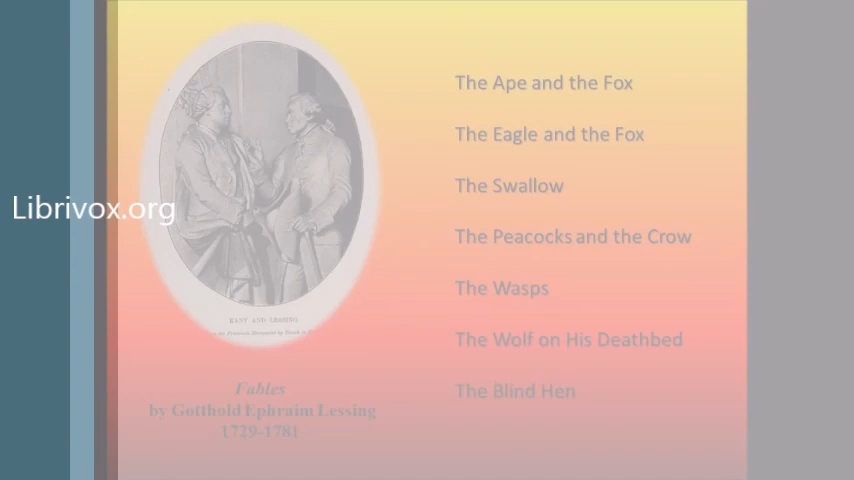 Librivox.org
KANT AND LESSING
Fables
by Gotthold Ephraim Lessing
1729-1781
The Ape and the Fox
The Eagle and the Fox
The Swallow
The Peacocks and the Crow
The Wasps
The Wolf on His Deathbed
The Blind Hen